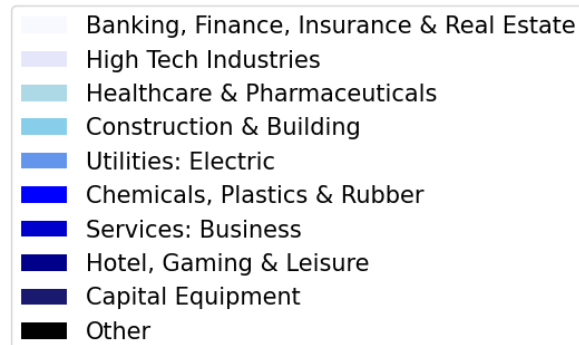 Banking, Finance, Insurance & Real Estate
High Tech Industries
Healthcare & Pharmaceuticals
Construction & Building
Utilities: Electric
Chemicals, Plastics & Rubber
Services: Business
Hotel, Gaming & Leisure
Capital Equipment
Other